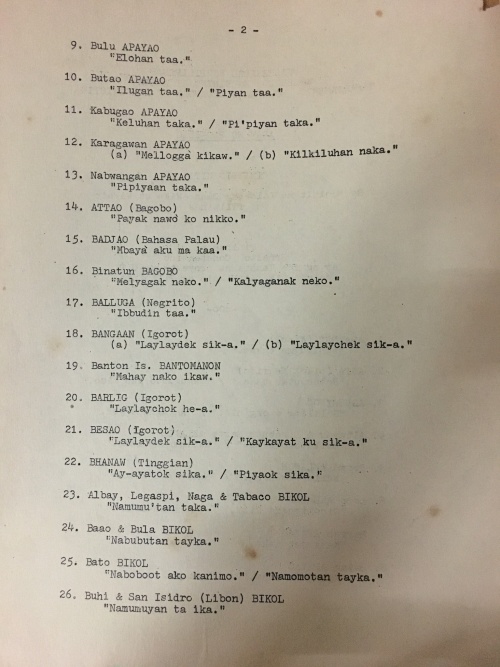 - 2 -
9. Bulu APAYAO
"Elohan taa."
10. Butao APAYAO
"Ilugan taa." / "Piyan taa."
11. Kabugao APAYAO
"Keluhan taka." / "Pi'piyan taka."
12. Karagawan APAYAO
(a) "Mellogga kikaw." / (b) "Kilkiluhan naka."
13. Nabwangan APAYAO
"Pipiyaan taka."
14. ATTAO (Bagobo)
"Payak nawd ko nikko."
15. BADJAO (Bahasa Palau)
"Mbaya aku ma kaa."
16. Binatun BAGOBO
"Melyagak neko." / "Kalyaganak neko."
17. BALLUGA (Negrito)
"Ibbudin taa."
18. BANGAAN (Igorot)
(a) "Laylaydek sik-a." / (b) "Laylaychek sik-a."
19. Banton Is. BANTOMANON
"Mahay nako ikaw."
20. BARLIG (Igorot)
"Laylaychok he-a."
21. BESAO (Igorot)
"Laylaydek sik-a." / "Kaykayat ku sik-a."
22. BHANAW (Tinggian)
"Ay-ayatok sika." / "Piyaok sika."
23. Albay, Legaspi, Naga & Tabaco BIKOL
"Namumu'tan taka."
24. Baao & Bula BIKOL
"Nabubutan tayka."
25. Bato BIKOL
"Naboboot ako kanimo." / "Namomotan tayka."
26. Buhi & San Isidro (Libon) BIKOL
"Namumuyan ta ika."